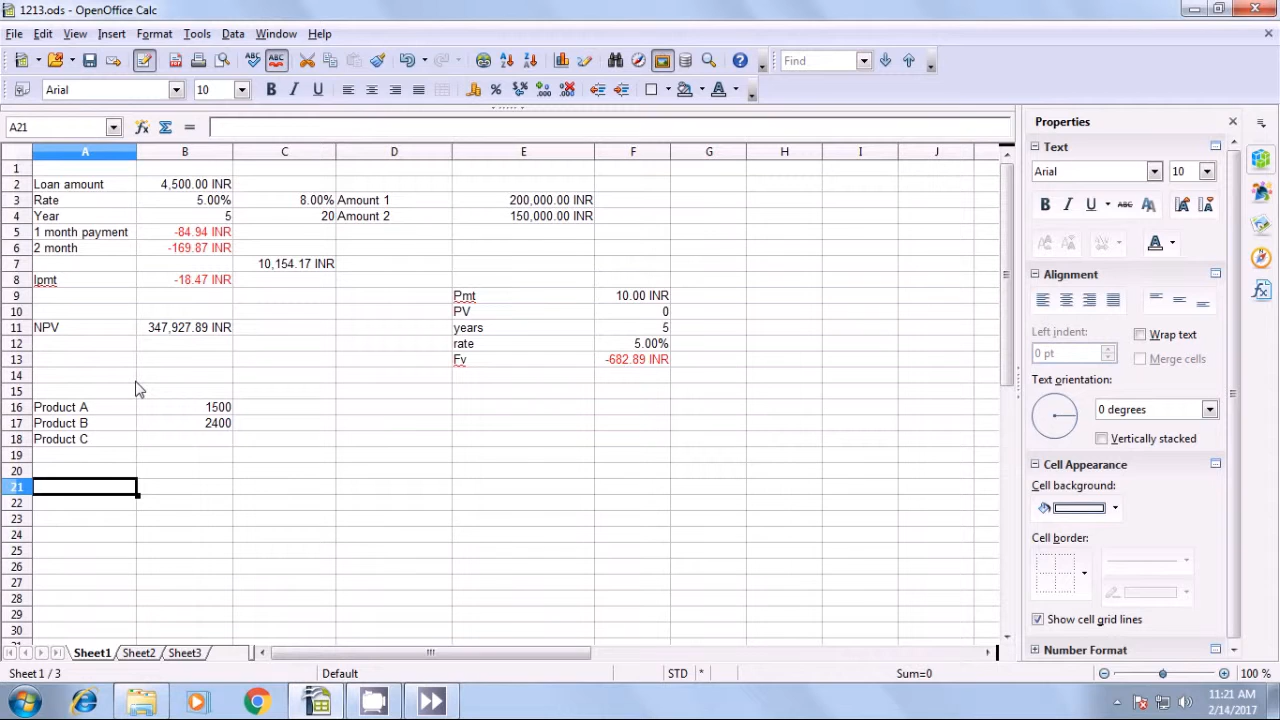 1213.ods - OpenOffice Calc
File Edit View Insert Format Tools Data Window Help
Find
Arial 10
A21
Properties
A B C D E F G H I J
Text
1
2 Loan amount 4,500.00 INR
Arial 10
3 Rate 5.00% 8.00% Amount 1 200,000.00 INR
4 Year 5 20 Amount 2 150,000.00 INR
5 1 month payment -84.94 INR
6 2 month -169.87 INR
7 10,154.17 INR
Alignment
8 Ipmt -18.47 INR
9 Pmt 10.00 INR
10 PV 0
11 NPV 347,927.89 INR years 5
Left indent: Wrap text
12 rate 5.00%
0 pt Merge cells
13 Fv -682.89 INR
14
Text orientation:
15
16 Product A 1500
0 degrees
17 Product B 2400
18 Product C
Vertically stacked
19
20
Cell Appearance
21
Cell background:
22
23
24
Cell border:
25
26
27
28
29
Show cell grid lines
30
Number Format
Sheet1 Sheet2 Sheet3
Sheet 1 / 3 Default STD * Sum=0 100 %
11:21 AM
2/14/2017